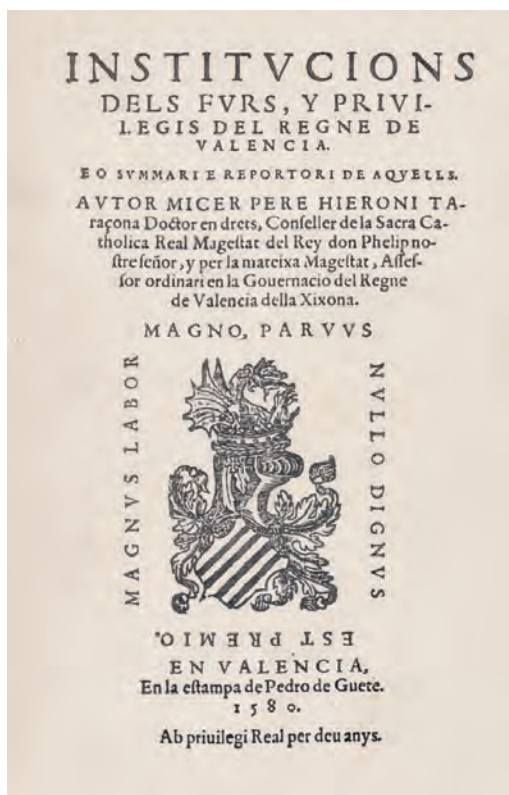 INSTITVCIONS
DELS FVRS, Y PRIVI-
LEGIS DEL REGNE DE
VALENCIA.
E O SVMMARI E REPORTORI DE AQVELLS.
AVTOR MICER PERE HIERONI TA-
raçona Doctor en drets, Conſeller de la Sacra Ca-
tholica Real Mageſtat del Rey don Phelip no-
ſtre ſeñor, y per la mateixa Mageſtat, Aſſeſ-
ſor ordinari en la Gouernacio del Regne
de Valencia della Xixona.
MAGNO, PARVVS
MAGNVS LABOR
NVLLO DIGNVS
EST PREMIO.
EN VALENCIA,
En la eſtampa de Pedro de Guete.
1580.
Ab priuilegi Real per deu anys.